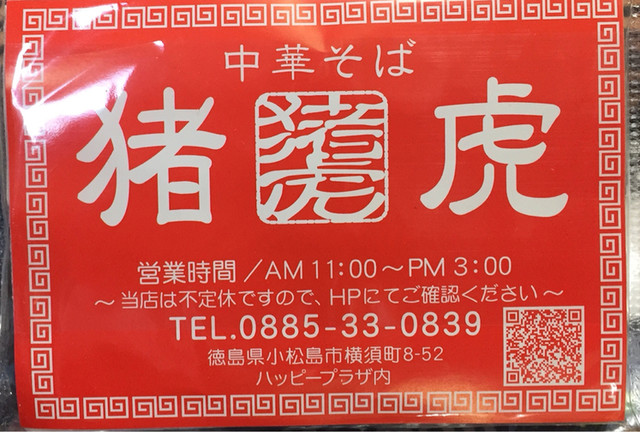 中華そば
猪 猪虎 虎
営業時間／AM 11：00～PM 3：00
～当店は不定休ですので、HPにてご確認ください～
TEL.0885-33-0839
徳島県小松島市横須町8-52
ハッピープラザ内